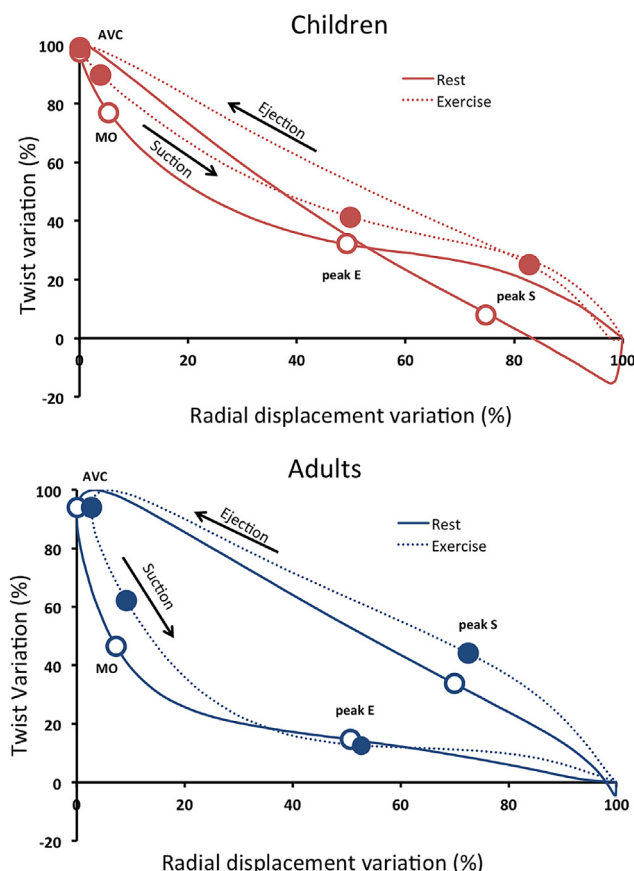 Children
100
80
60
40
20
0
-20
Twist variation (%)
AVC
MO
Suction
Ejection
peak E
peak S
Rest
Exercise
0
20
40
60
80
100
Radial displacement variation (%)
Adults
100
80
60
40
20
0
-20
Twist Variation (%)
AVC
MO
Suction
Ejection
peak E
peak S
Rest
Exercise
0
20
40
60
80
100
Radial displacement variation (%)